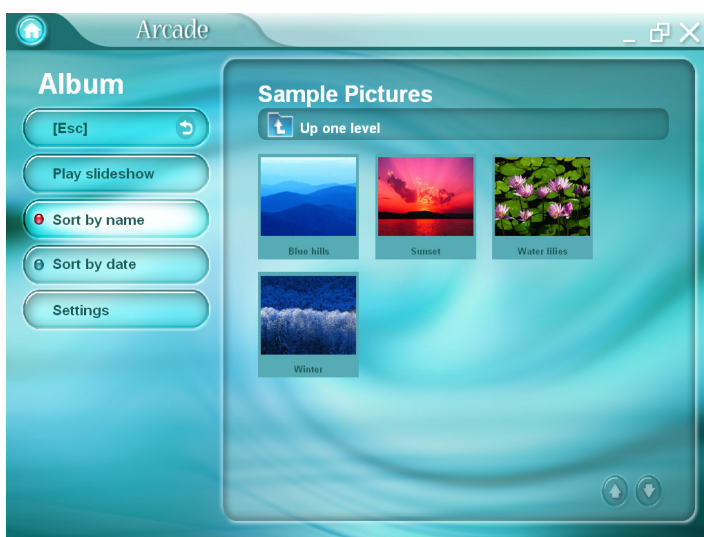 Arcade
Album
[Esc]
Play slideshow
Sort by name
Sort by date
Settings
Sample Pictures
Up one level
Blue hills
Sunset
Water lilies
Winter